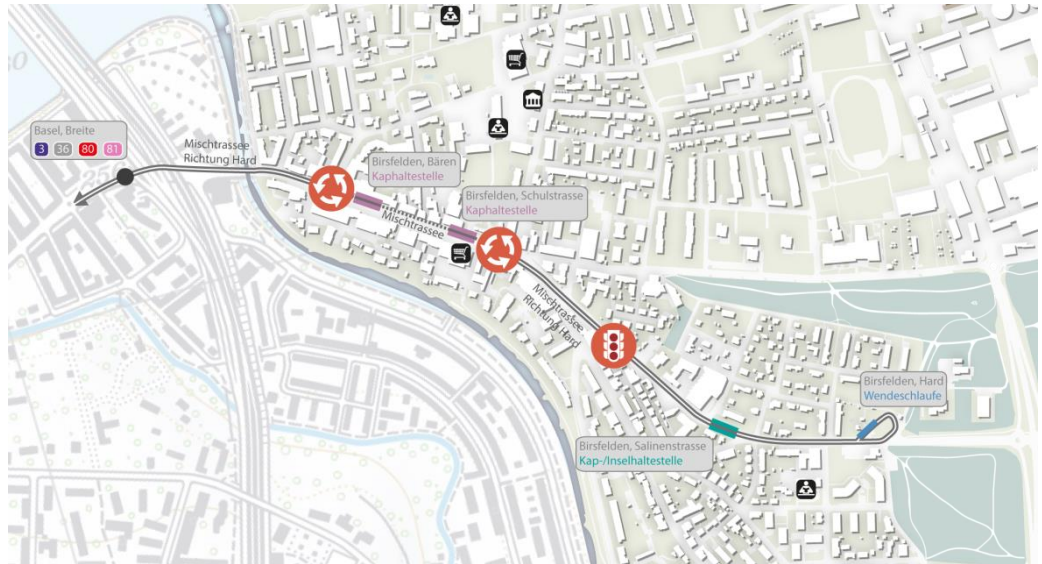 Basel, Breite
3 36 80 81
Mischtrassee
Richtung Hard
Birsfelden, Bären
Kaphaltestelle
Birsfelden, Schulstrasse
Kaphaltestelle
Mischtrassee
Mischtrassee
Richtung Hard
Birsfelden, Hard
Wendeschlaufe
Birsfelden, Salinenstrasse
Kap-/Inselhaltestelle